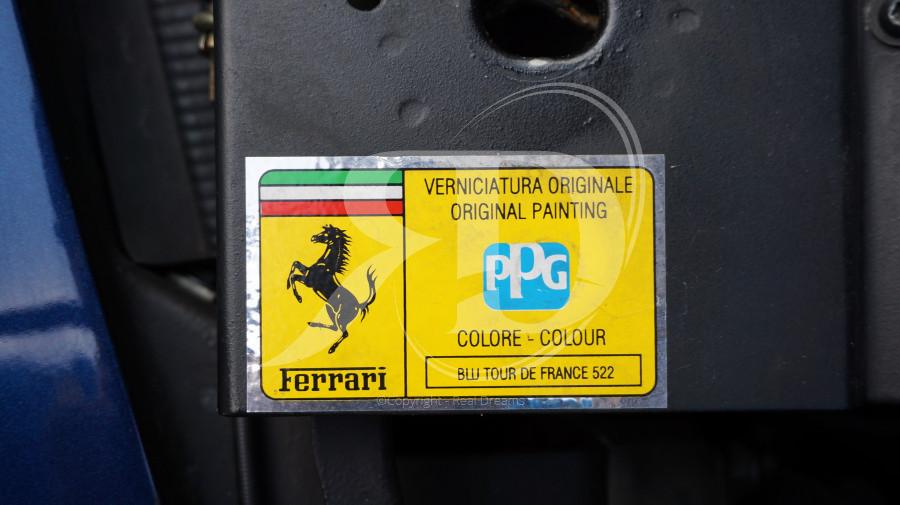 VERNICIATURA ORIGINALE
ORIGINAL PAINTING
PPG
COLORE - COLOUR
BLU TOUR DE FRANCE 522
Ferrari
©Copyright - Real Dreams